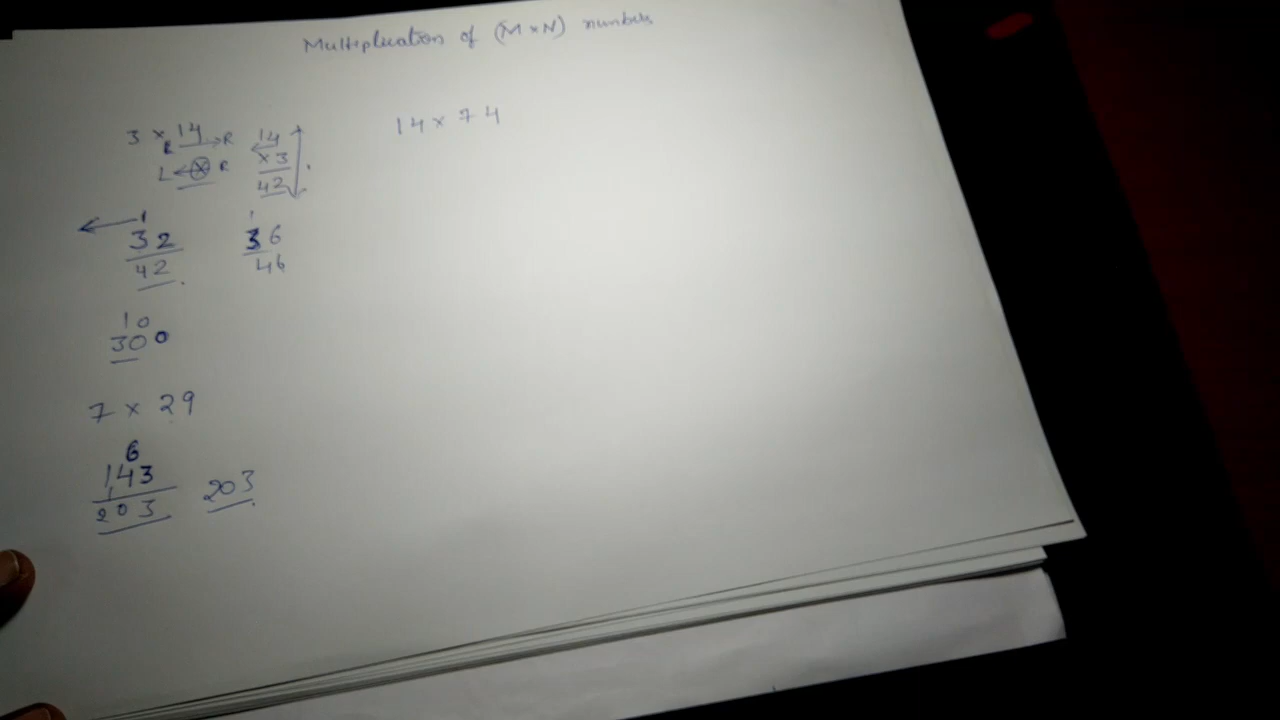 Multiplication of (M×N) numbers
3 × 14
R → R
L ← ⊗ R
14
×3
42
14 × 74
1
32
42
1
36
46
10
300
7 × 29
6
143
1
203
203